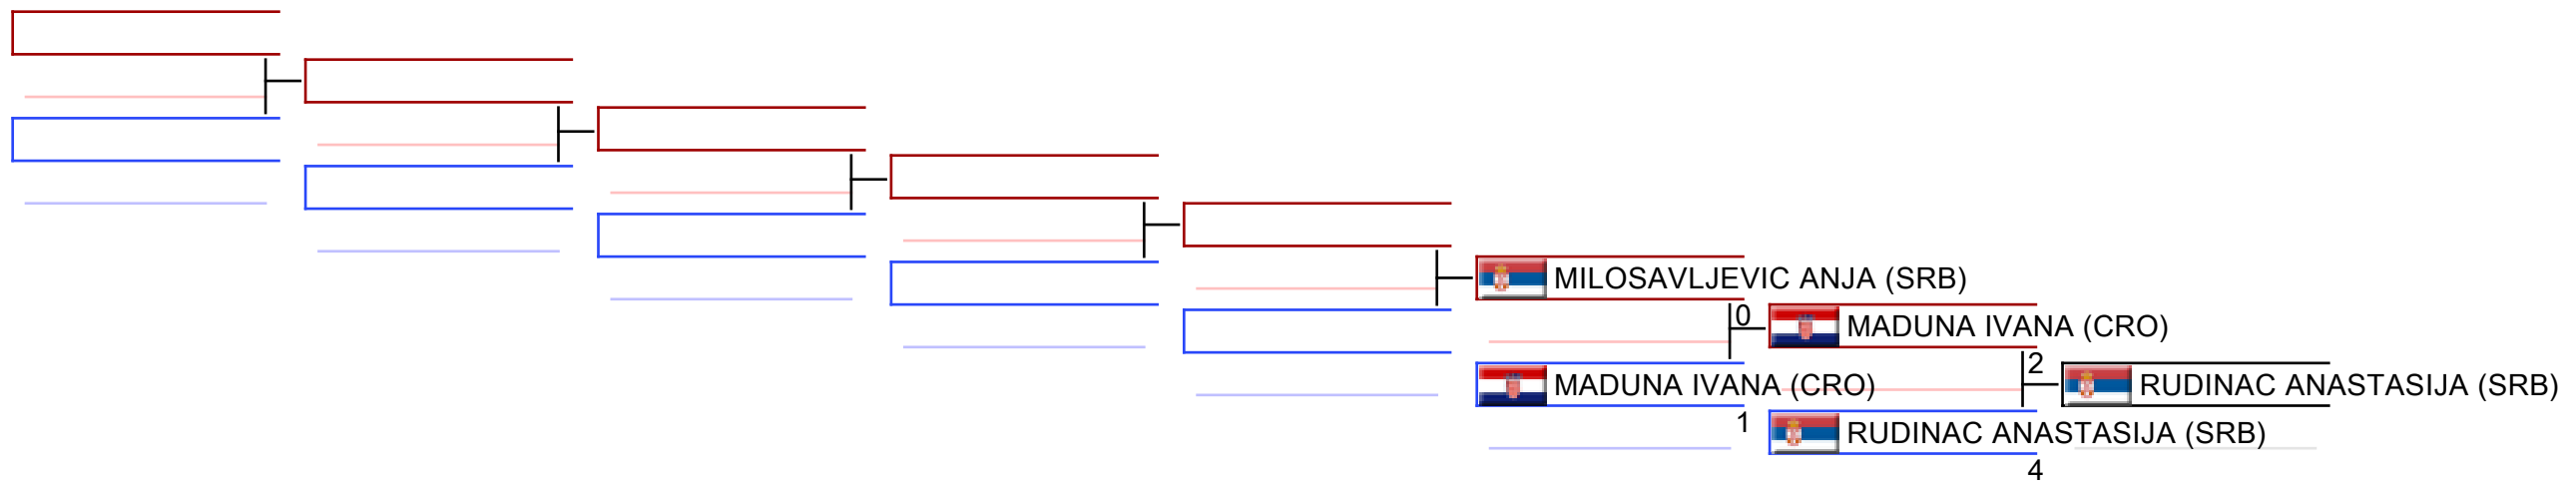 MILOSAVLJEVIC ANJA (SRB)
0
MADUNA IVANA (CRO)
2
MADUNA IVANA (CRO)
RUDINAC ANASTASIJA (SRB)
1
RUDINAC ANASTASIJA (SRB)
4